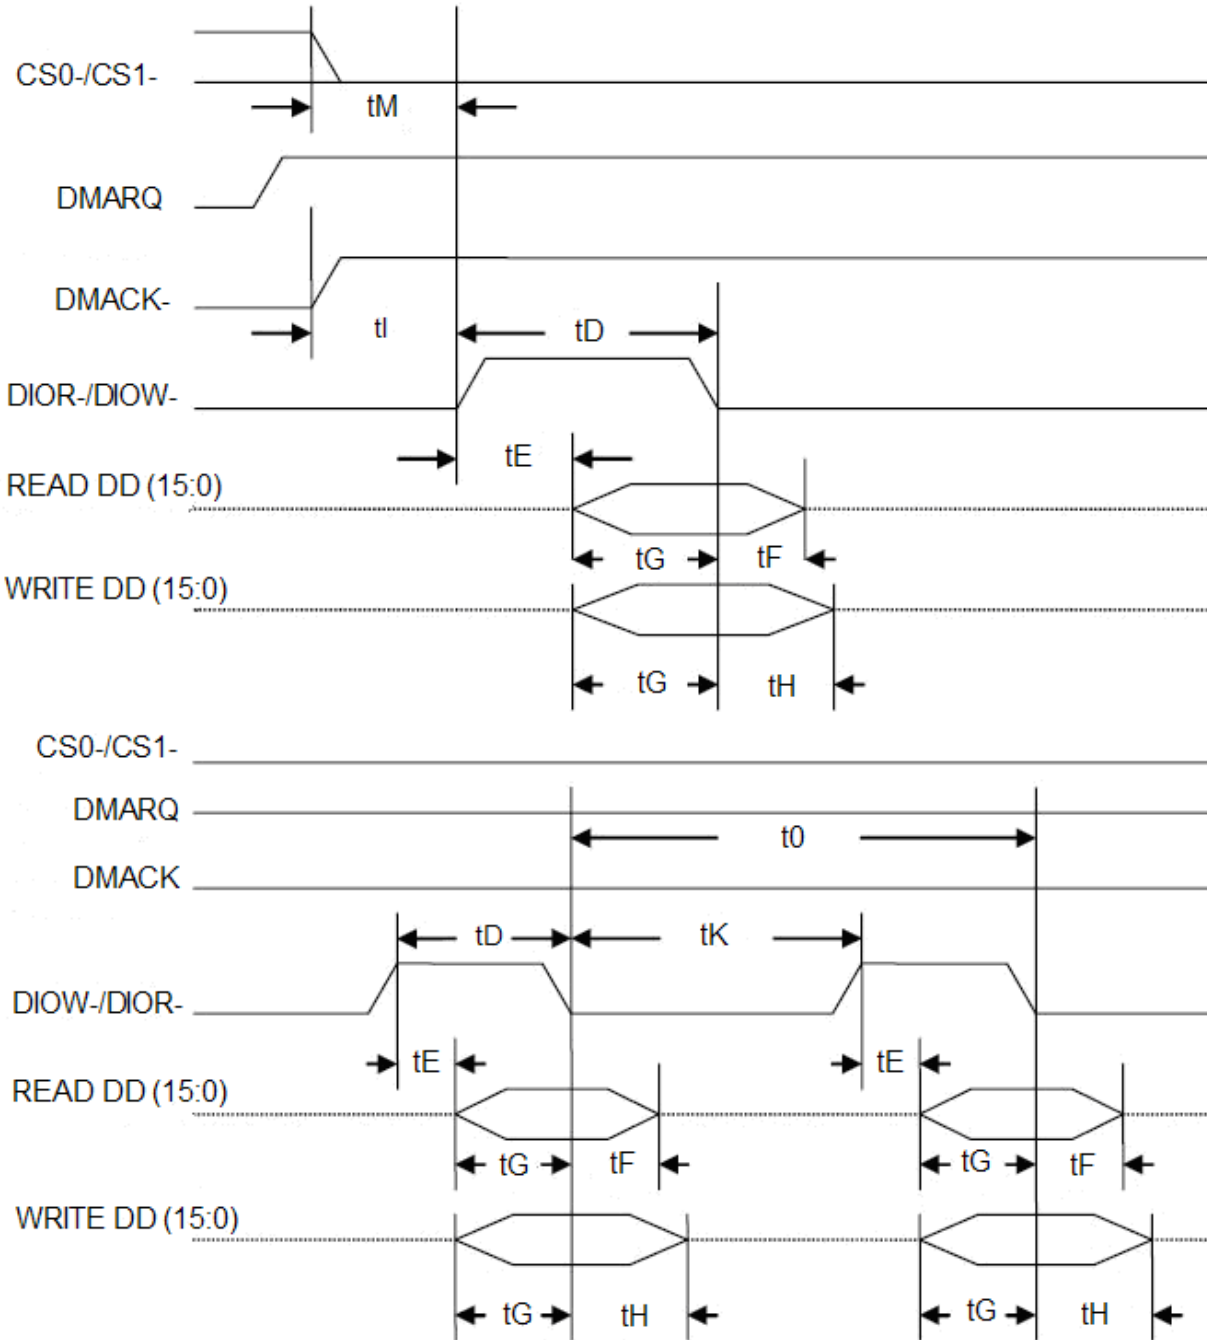 CS0-/CS1-
tM
DMARQ
DMACK-
tI
tD
DIOR-/DIOW-
tE
READ DD (15:0)
tG
tF
WRITE DD (15:0)
tG
tH
CS0-/CS1-
DMARQ
t0
DMACK
tD
tK
DIOW-/DIOR-
tE
tE
READ DD (15:0)
tG
tF
tG
tF
WRITE DD (15:0)
tG
tH
tG
tH